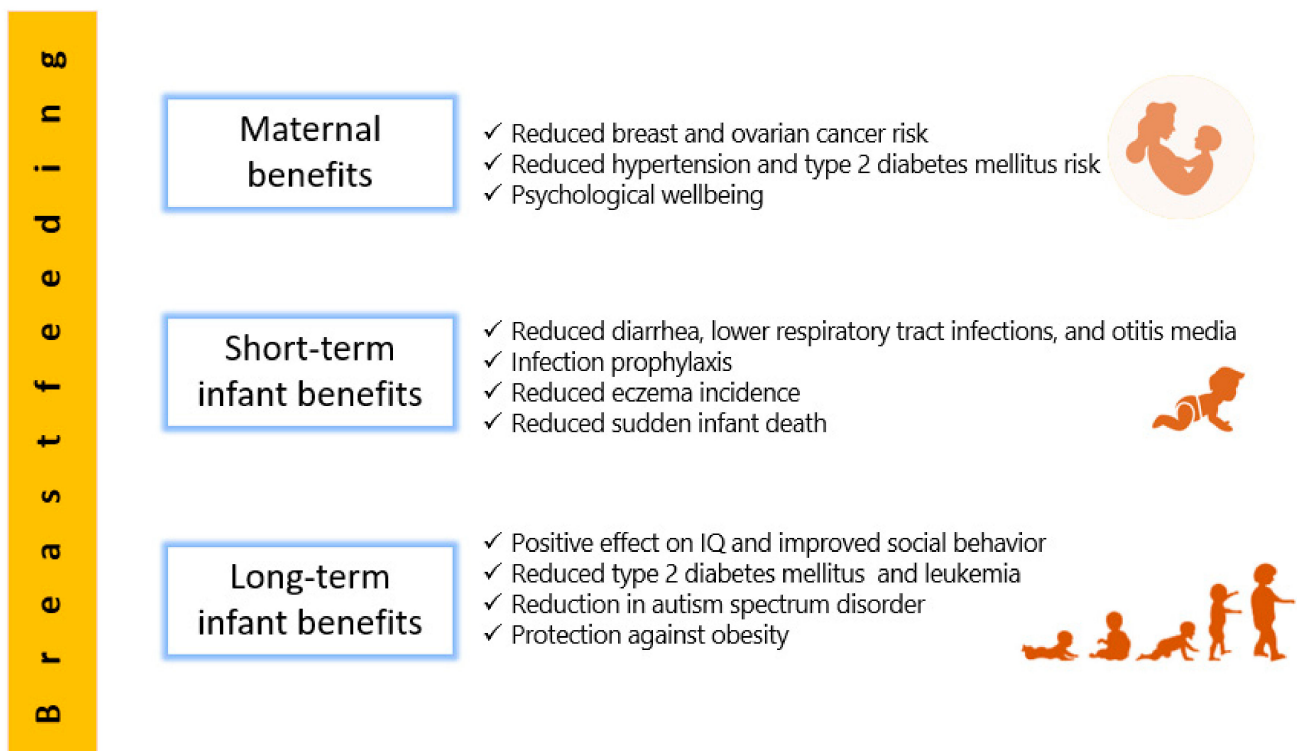 Breastfeeding
Maternal
benefits
✓ Reduced breast and ovarian cancer risk
✓ Reduced hypertension and type 2 diabetes mellitus risk
✓ Psychological wellbeing
Short-term
infant benefits
✓ Reduced diarrhea, lower respiratory tract infections, and otitis media
✓ Infection prophylaxis
✓ Reduced eczema incidence
✓ Reduced sudden infant death
Long-term
infant benefits
✓ Positive effect on IQ and improved social behavior
✓ Reduced type 2 diabetes mellitus  and leukemia
✓ Reduction in autism spectrum disorder
✓ Protection against obesity